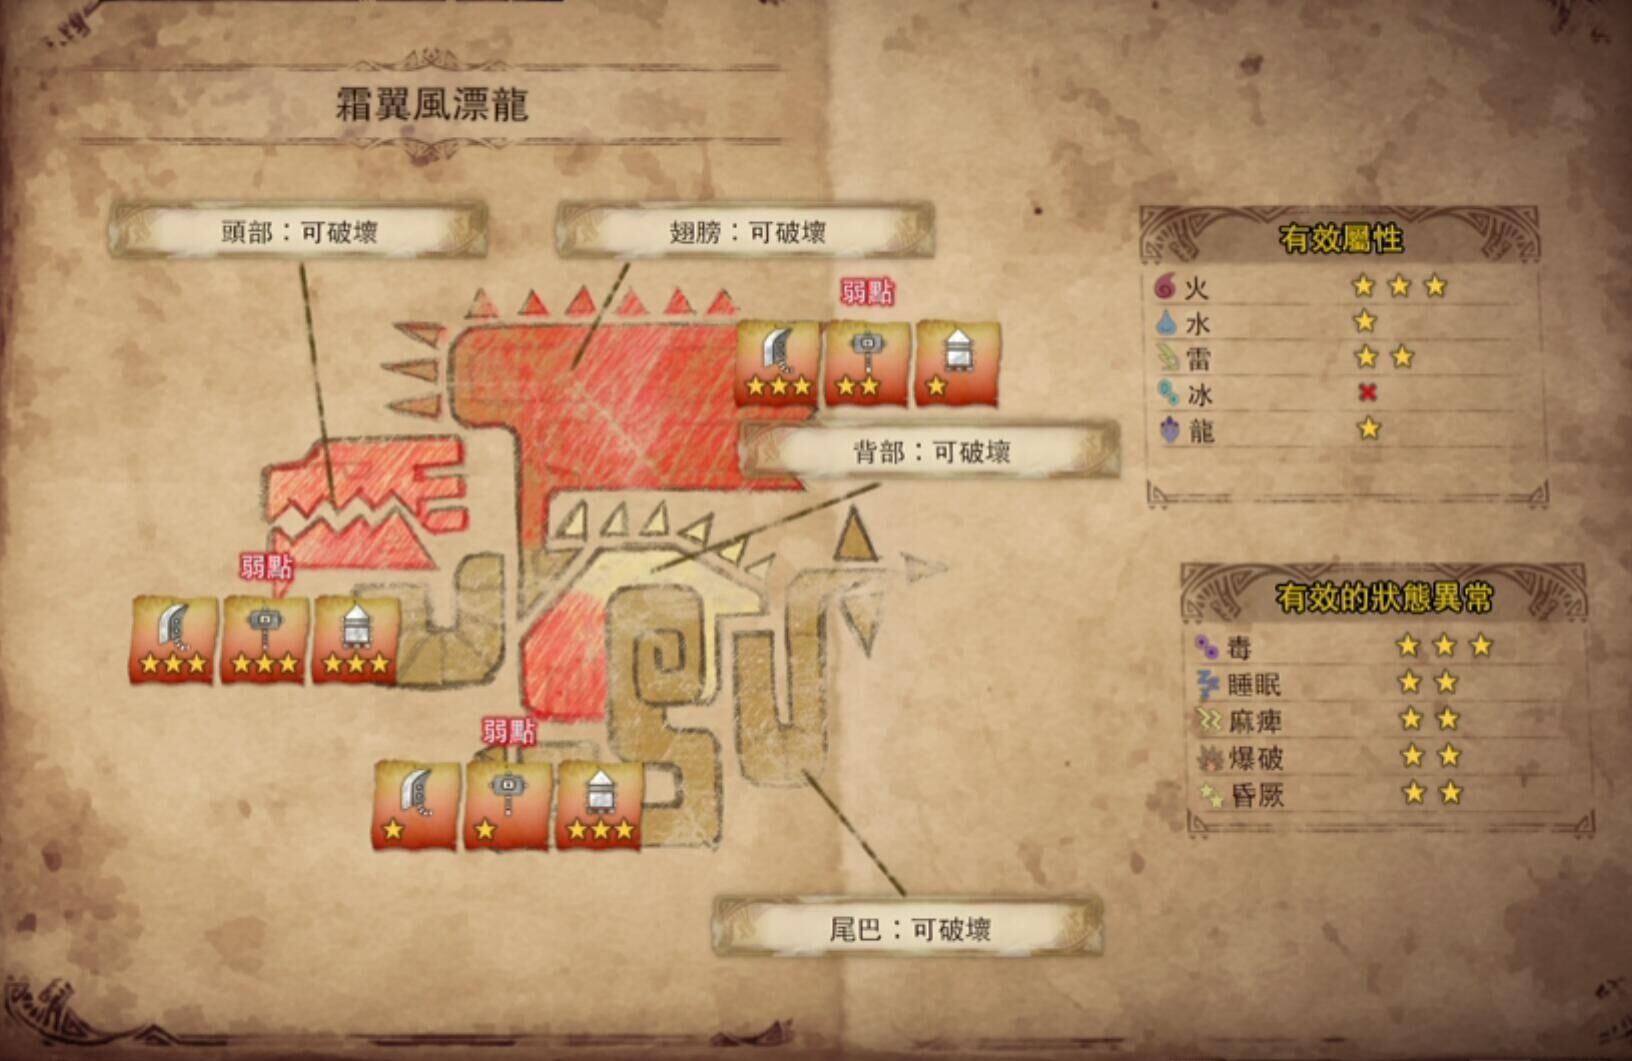 霜翼風漂龍
頭部：可破壞
翅膀：可破壞
弱點
背部：可破壞
弱點
弱點
尾巴：可破壞
有效屬性
火
水
雷
冰
龍
有效的狀態異常
毒
睡眠
麻痺
爆破
昏厥